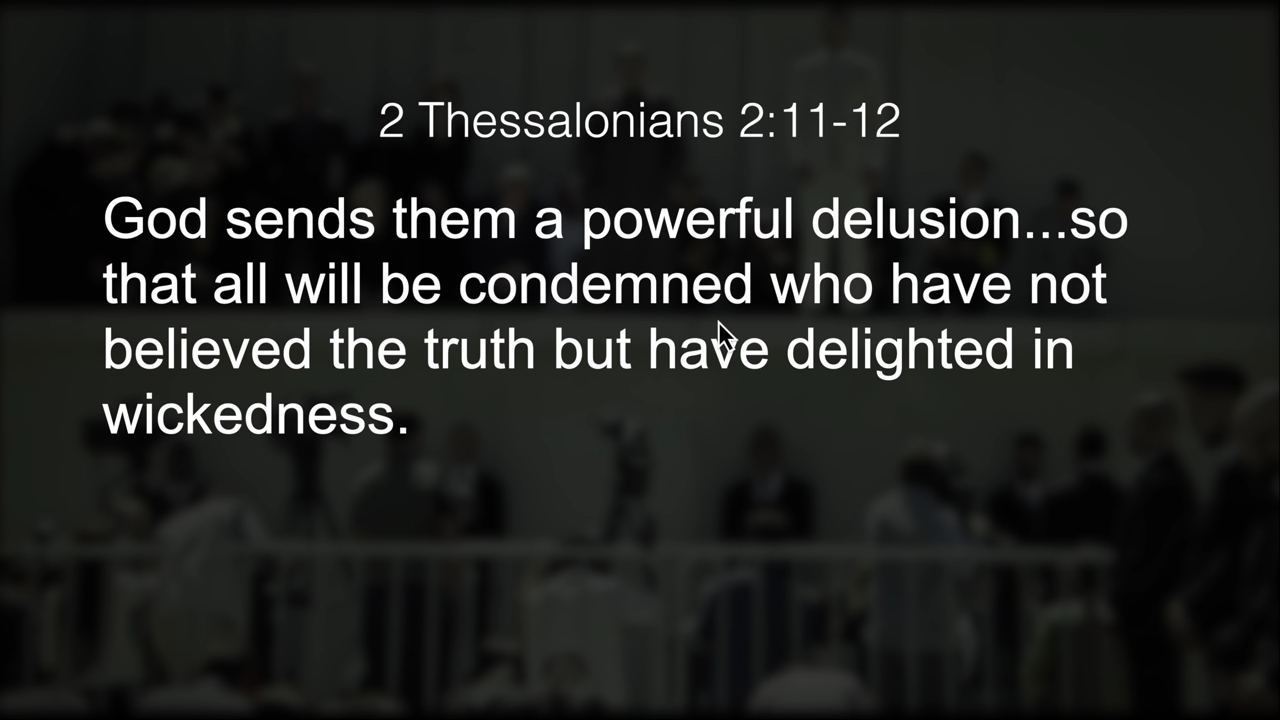 2 Thessalonians 2:11-12
God sends them a powerful delusion...so
that all will be condemned who have not
believed the truth but have delighted in
wickedness.